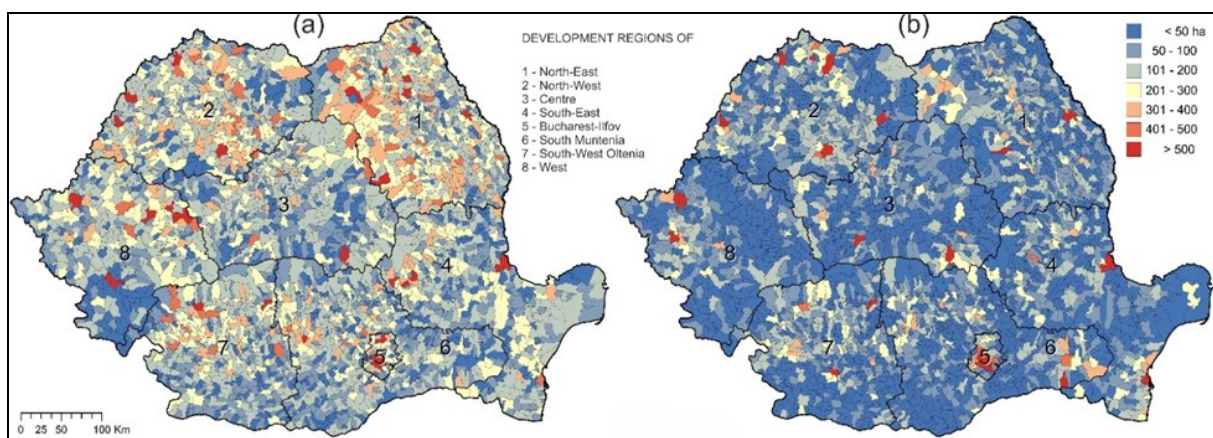 (a)
(b)
DEVELOPMENT REGIONS OF
1 - North-East
2 - North-West
3 - Centre
4 - South-East
5 - Bucharest-Ilfov
6 - South Muntenia
7 - South-West Oltenia
8 - West
< 50 ha
50 - 100
101 - 200
201 - 300
301 - 400
401 - 500
> 500
2
1
3
8
4
7
5
6
2
1
3
8
4
7
5
6
0 25 50 100 Km